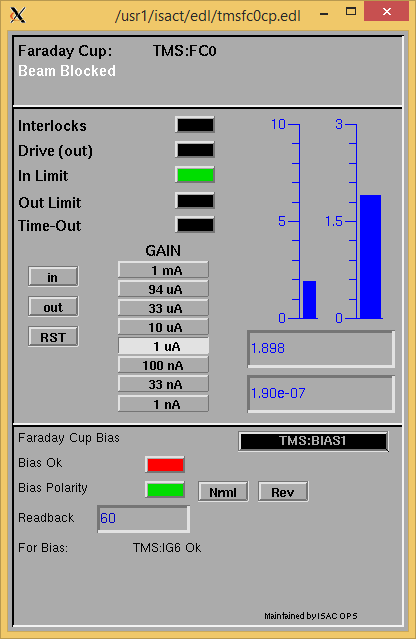 /usr1/isact/edl/tmsfc0cp.edl
Faraday Cup: TMS:FC0
Beam Blocked
Interlocks
Drive (out)
In Limit
Out Limit
Time-Out
10
5
0
3
1.5
0
GAIN
1 mA
94 uA
33 uA
10 uA
1 uA
100 nA
33 nA
1 nA
in
out
RST
1.898
1.90e-07
Faraday Cup Bias TMS:BIAS1
Bias Ok
Bias Polarity Nrml Rev
Readback 60
For Bias: TMS:IG6 Ok
Maintained by ISAC OPS